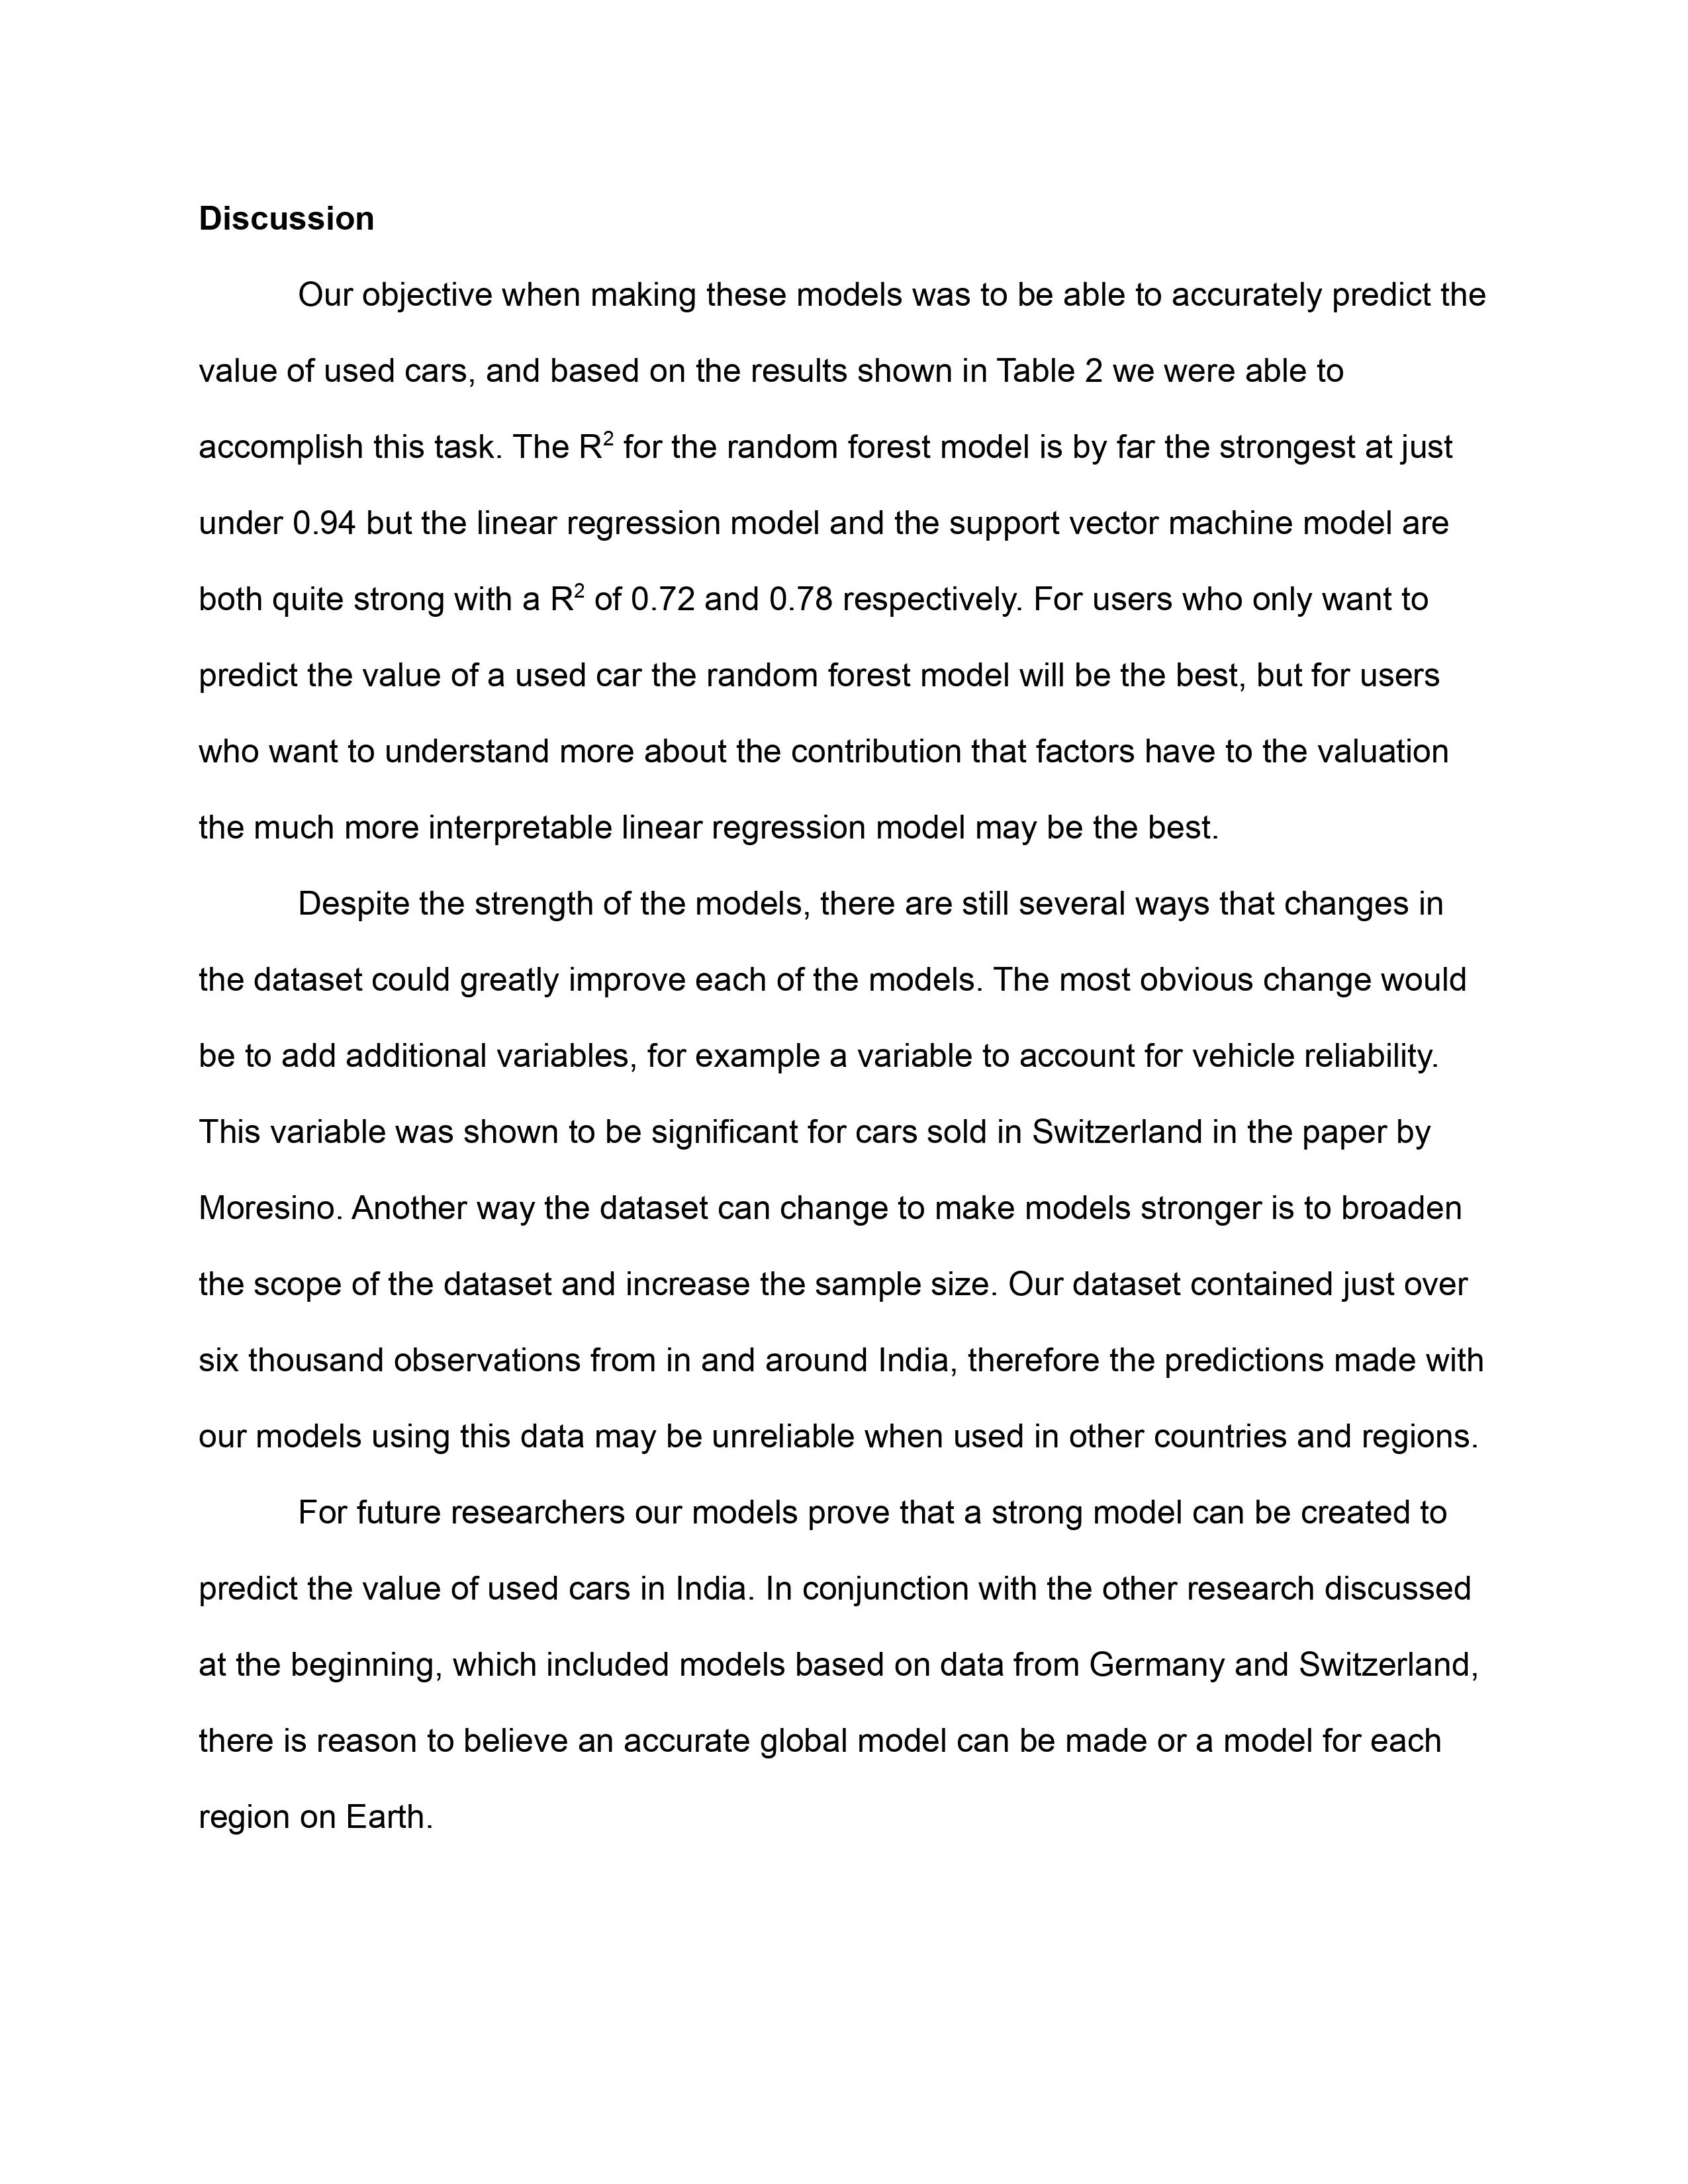 Discussion
Our objective when making these models was to be able to accurately predict the
value of used cars, and based on the results shown in Table 2 we were able to
accomplish this task. The R² for the random forest model is by far the strongest at just
under 0.94 but the linear regression model and the support vector machine model are
both quite strong with a R² of 0.72 and 0.78 respectively. For users who only want to
predict the value of a used car the random forest model will be the best, but for users
who want to understand more about the contribution that factors have to the valuation
the much more interpretable linear regression model may be the best.
Despite the strength of the models, there are still several ways that changes in
the dataset could greatly improve each of the models. The most obvious change would
be to add additional variables, for example a variable to account for vehicle reliability.
This variable was shown to be significant for cars sold in Switzerland in the paper by
Moresino. Another way the dataset can change to make models stronger is to broaden
the scope of the dataset and increase the sample size. Our dataset contained just over
six thousand observations from in and around India, therefore the predictions made with
our models using this data may be unreliable when used in other countries and regions.
For future researchers our models prove that a strong model can be created to
predict the value of used cars in India. In conjunction with the other research discussed
at the beginning, which included models based on data from Germany and Switzerland,
there is reason to believe an accurate global model can be made or a model for each
region on Earth.